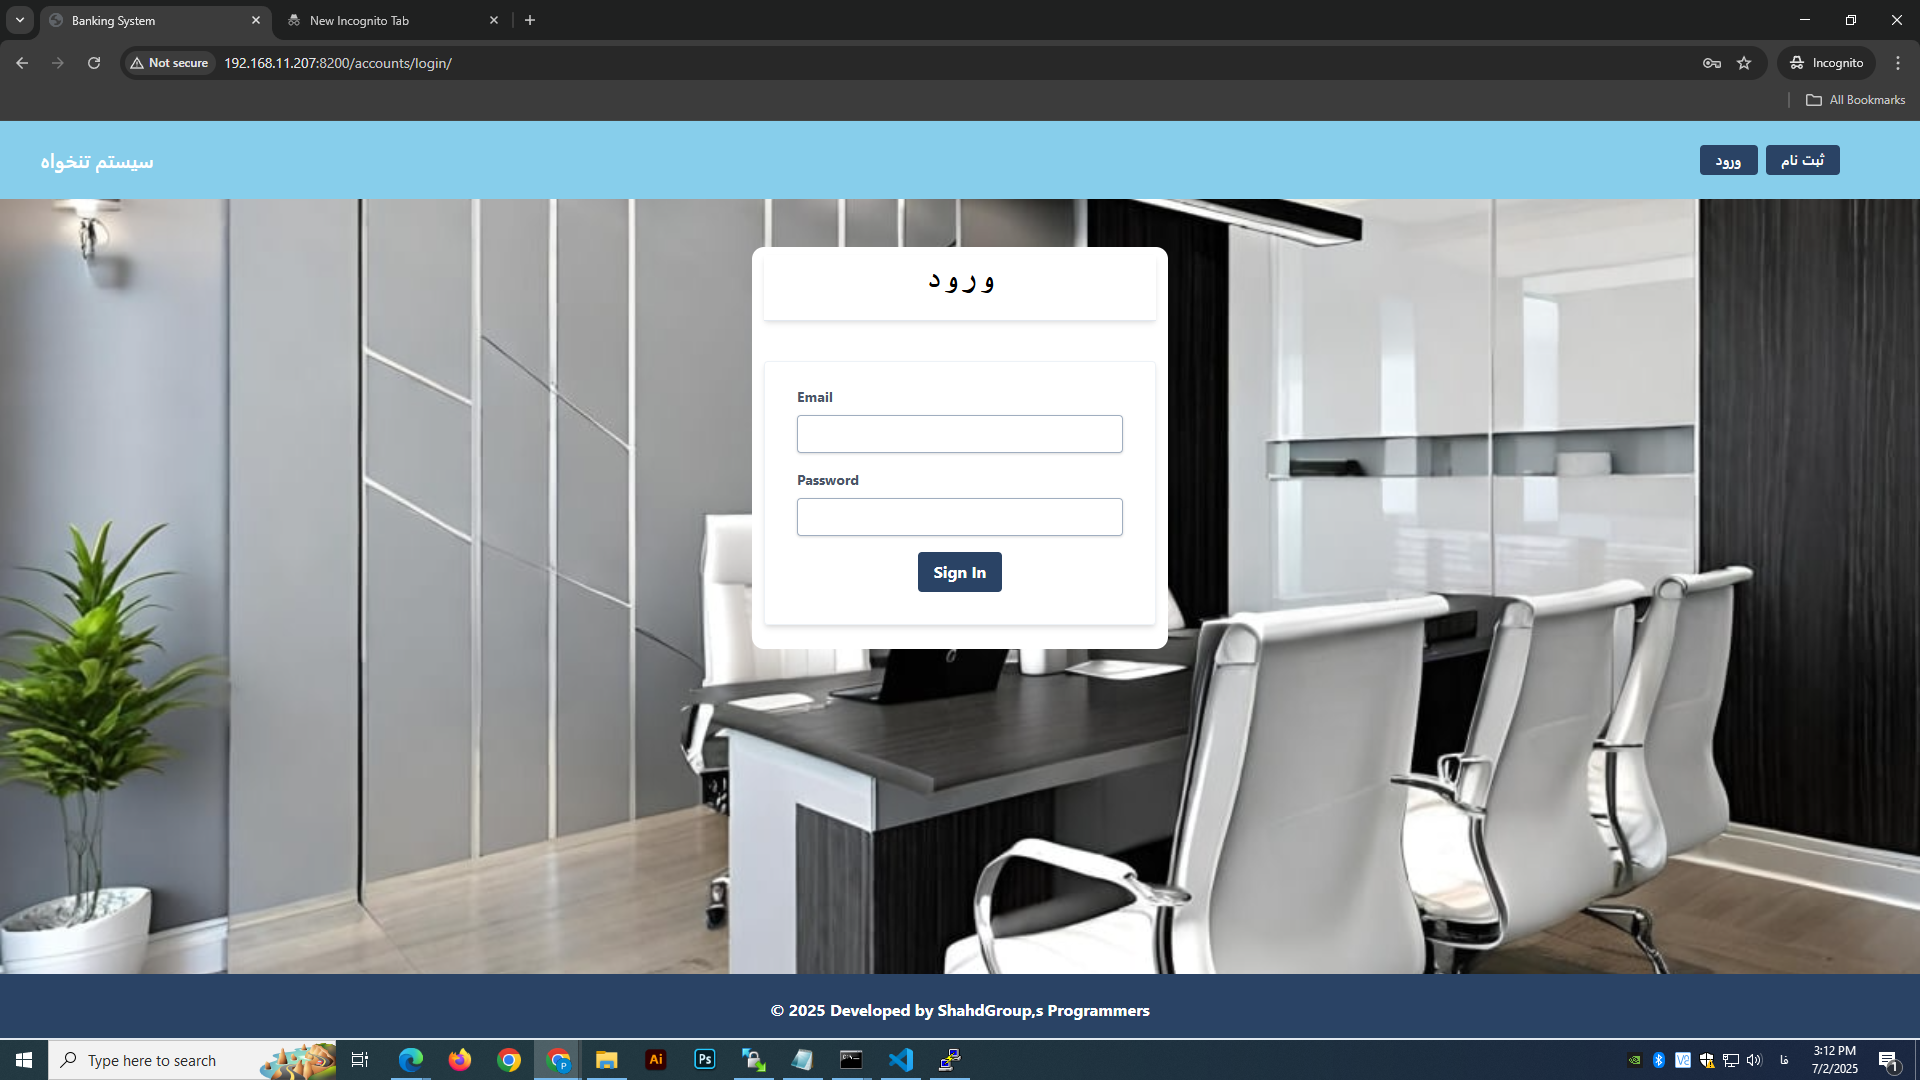 Banking System
New Incognito Tab
Not secure
192.168.11.207:8200/accounts/login/
Incognito
All Bookmarks
سیستم تنخواه
ورود
ثبت نام
ورود
Email
Password
Sign In
© 2025 Developed by ShahdGroup,s Programmers
Type here to search
Ai
Ps
فا
3:12 PM
7/2/2025
1